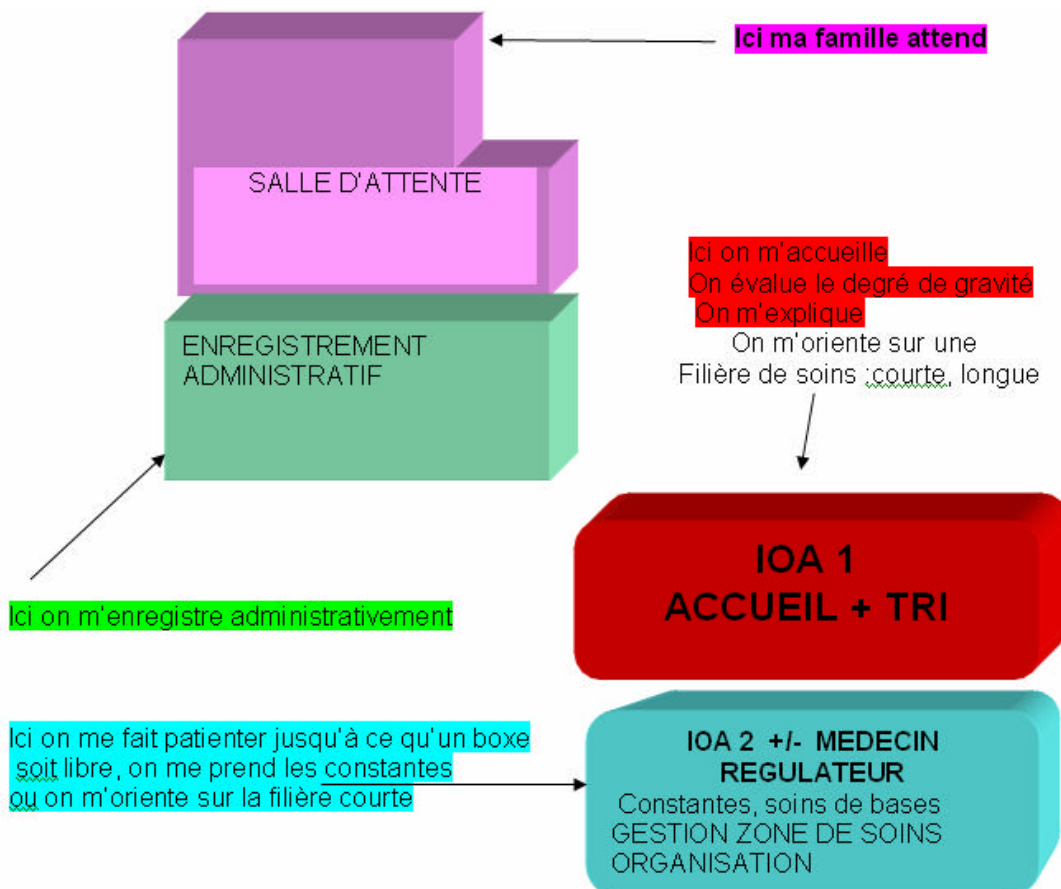 Ici ma famille attend
SALLE D'ATTENTE
Ici on m'accueille
On évalue le degré de gravité
On m'explique
On m'oriente sur une
Filière de soins :courte, longue
ENREGISTREMENT
ADMINISTRATIF
IOA 1
ACCUEIL + TRI
Ici on m'enregistre administrativement
Ici on me fait patienter jusqu'à ce qu'un boxe
soit libre, on me prend les constantes
ou on m'oriente sur la filière courte
IOA 2 +/- MEDECIN
REGULATEUR
Constantes, soins de bases
GESTION ZONE DE SOINS
ORGANISATION